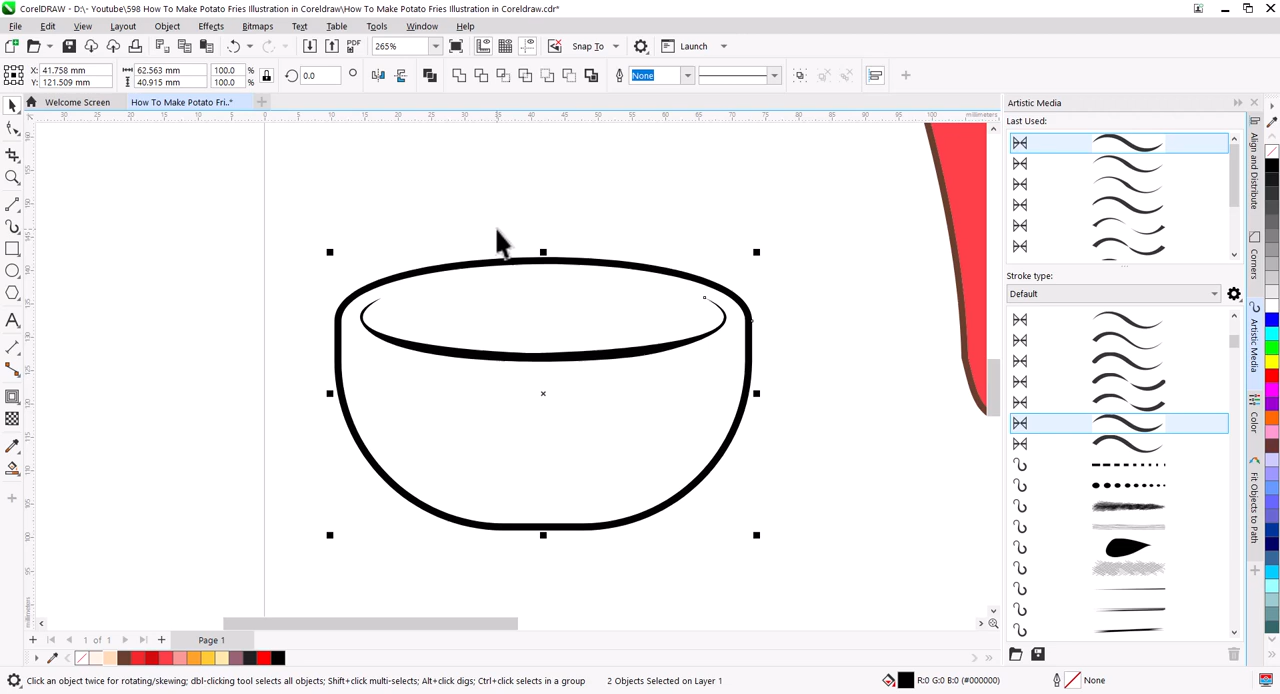 CorelDRAW - D:\- Youtube\598 How To Make Potato Fries Illustration in Coreldraw\How To Make Potato Fries Illustration in Coreldraw.cdr*
File Edit View Layout Object Effects Bitmaps Text Table Tools Window Help
265% Snap To Launch
X: 41.758 mm 62.563 mm 100.0 % 0.0 None
Y: 121.509 mm 40.915 mm 100.0 %
Welcome Screen How To Make Potato Fri..*
Artistic Media
Last Used:
Stroke type:
Default
millimeters
Align and Distribute
Corners
Artistic Media
Color
Fit Objects to Path
1 of 1 Page 1
Click an object twice for rotating/skewing; dbl-clicking tool selects all objects; Shift+click multi-selects; Alt+click digs; Ctrl+click selects in a group 2 Objects Selected on Layer 1 R:0 G:0 B:0 (#000000) None